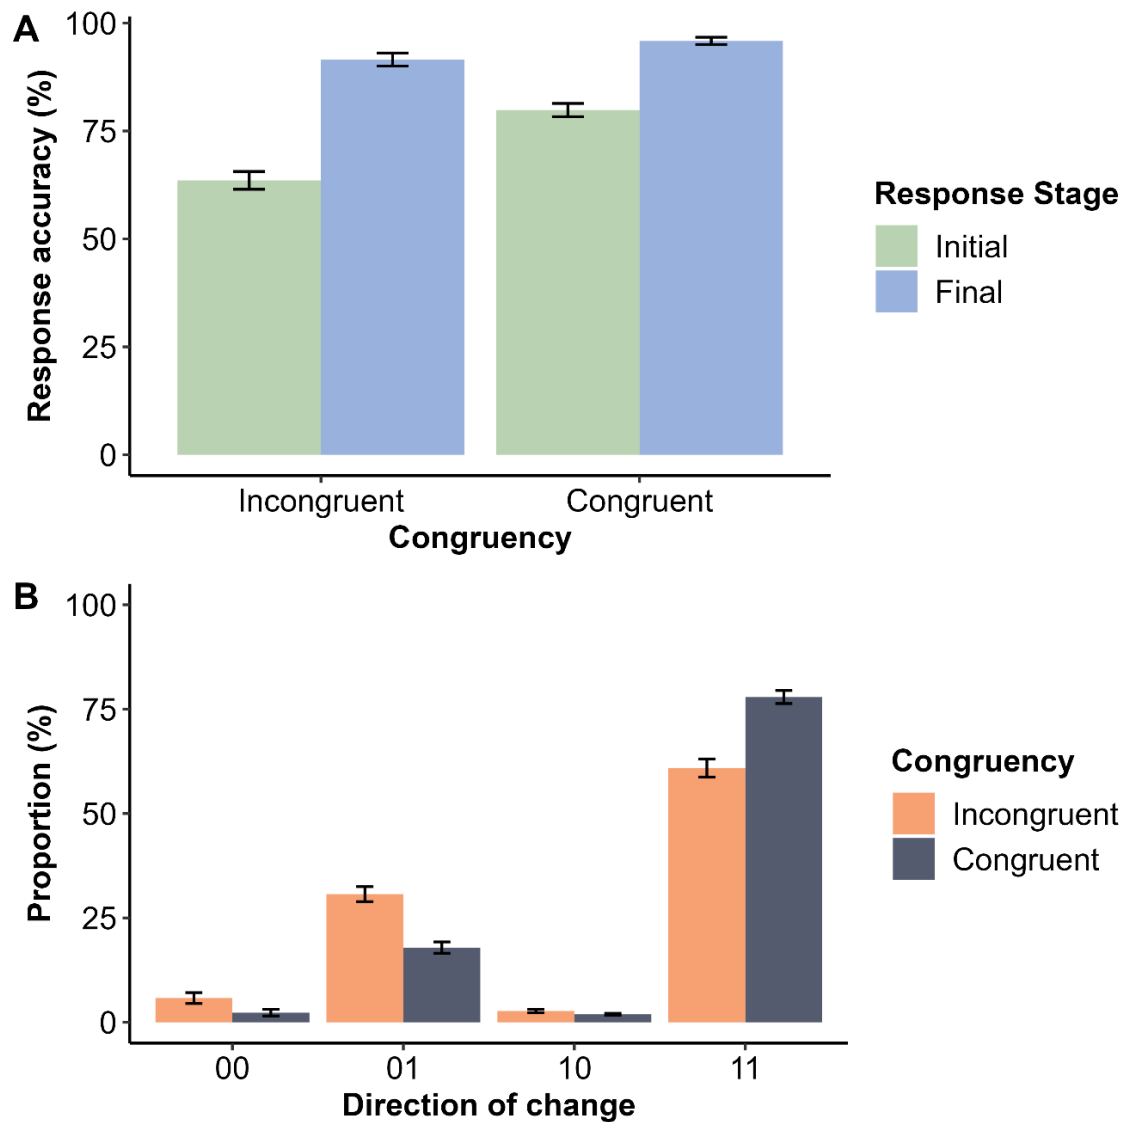 A
Response accuracy (%)
100
75
50
25
0
Incongruent
Congruent
Congruency
Response Stage
Initial
Final
B
Proportion (%)
100
75
50
25
0
00
01
10
11
Direction of change
Congruency
Incongruent
Congruent